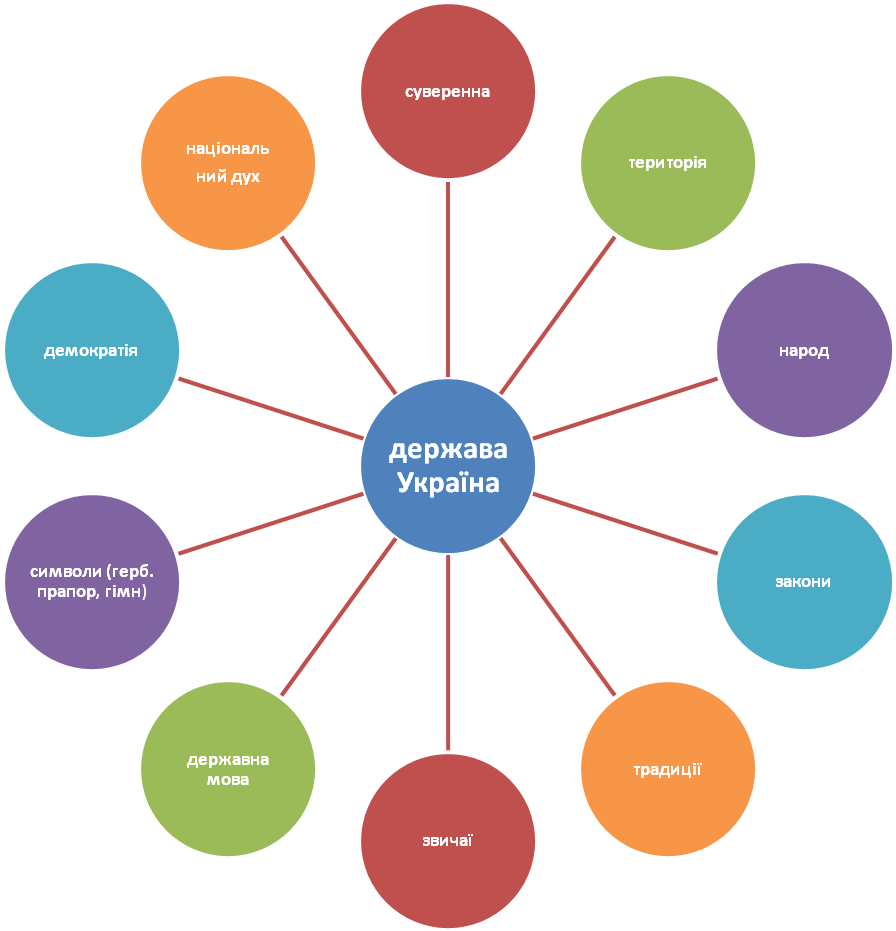 суверенна
національ
ний дух
територія
демократія
народ
держава
Україна
символи (герб.
прапор, гімн)
закони
державна
мова
традиції
звичаї